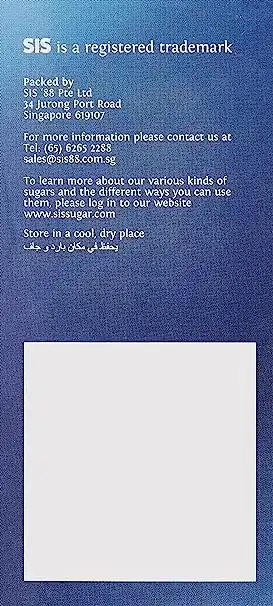 SIS is a registered trademark
Packed by
SIS '88 Pte Ltd
34 Jurong Port Road
Singapore 619107
For more information please contact us at
Tel: (65) 6265 2288
sales@sis88.com.sg
To learn more about our various kinds of
sugars and the different ways you can use
them, please log in to our website
www.sissugar.com
Store in a cool, dry place
يحفظ في مكان بارد و جاف